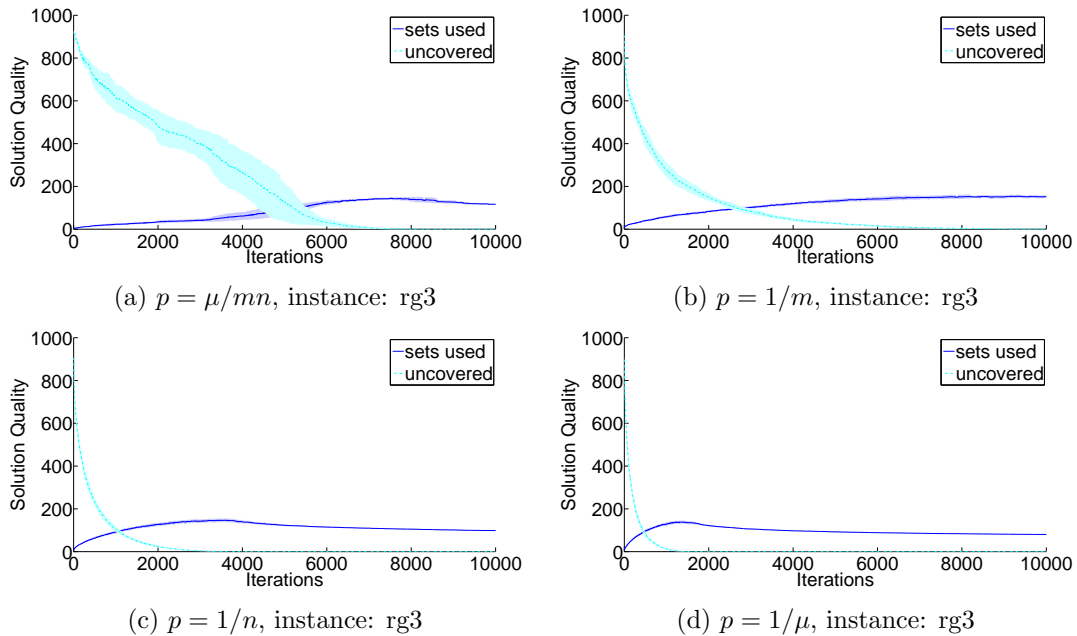 1000
800
600
400
200
0
Solution Quality
sets used
uncovered
0 2000 4000 6000 8000 10000
Iterations
(a) p = μ/mn, instance: rg3
1000
800
600
400
200
0
Solution Quality
sets used
uncovered
0 2000 4000 6000 8000 10000
Iterations
(b) p = 1/m, instance: rg3
1000
800
600
400
200
0
Solution Quality
sets used
uncovered
0 2000 4000 6000 8000 10000
Iterations
(c) p = 1/n, instance: rg3
1000
800
600
400
200
0
Solution Quality
sets used
uncovered
0 2000 4000 6000 8000 10000
Iterations
(d) p = 1/μ, instance: rg3